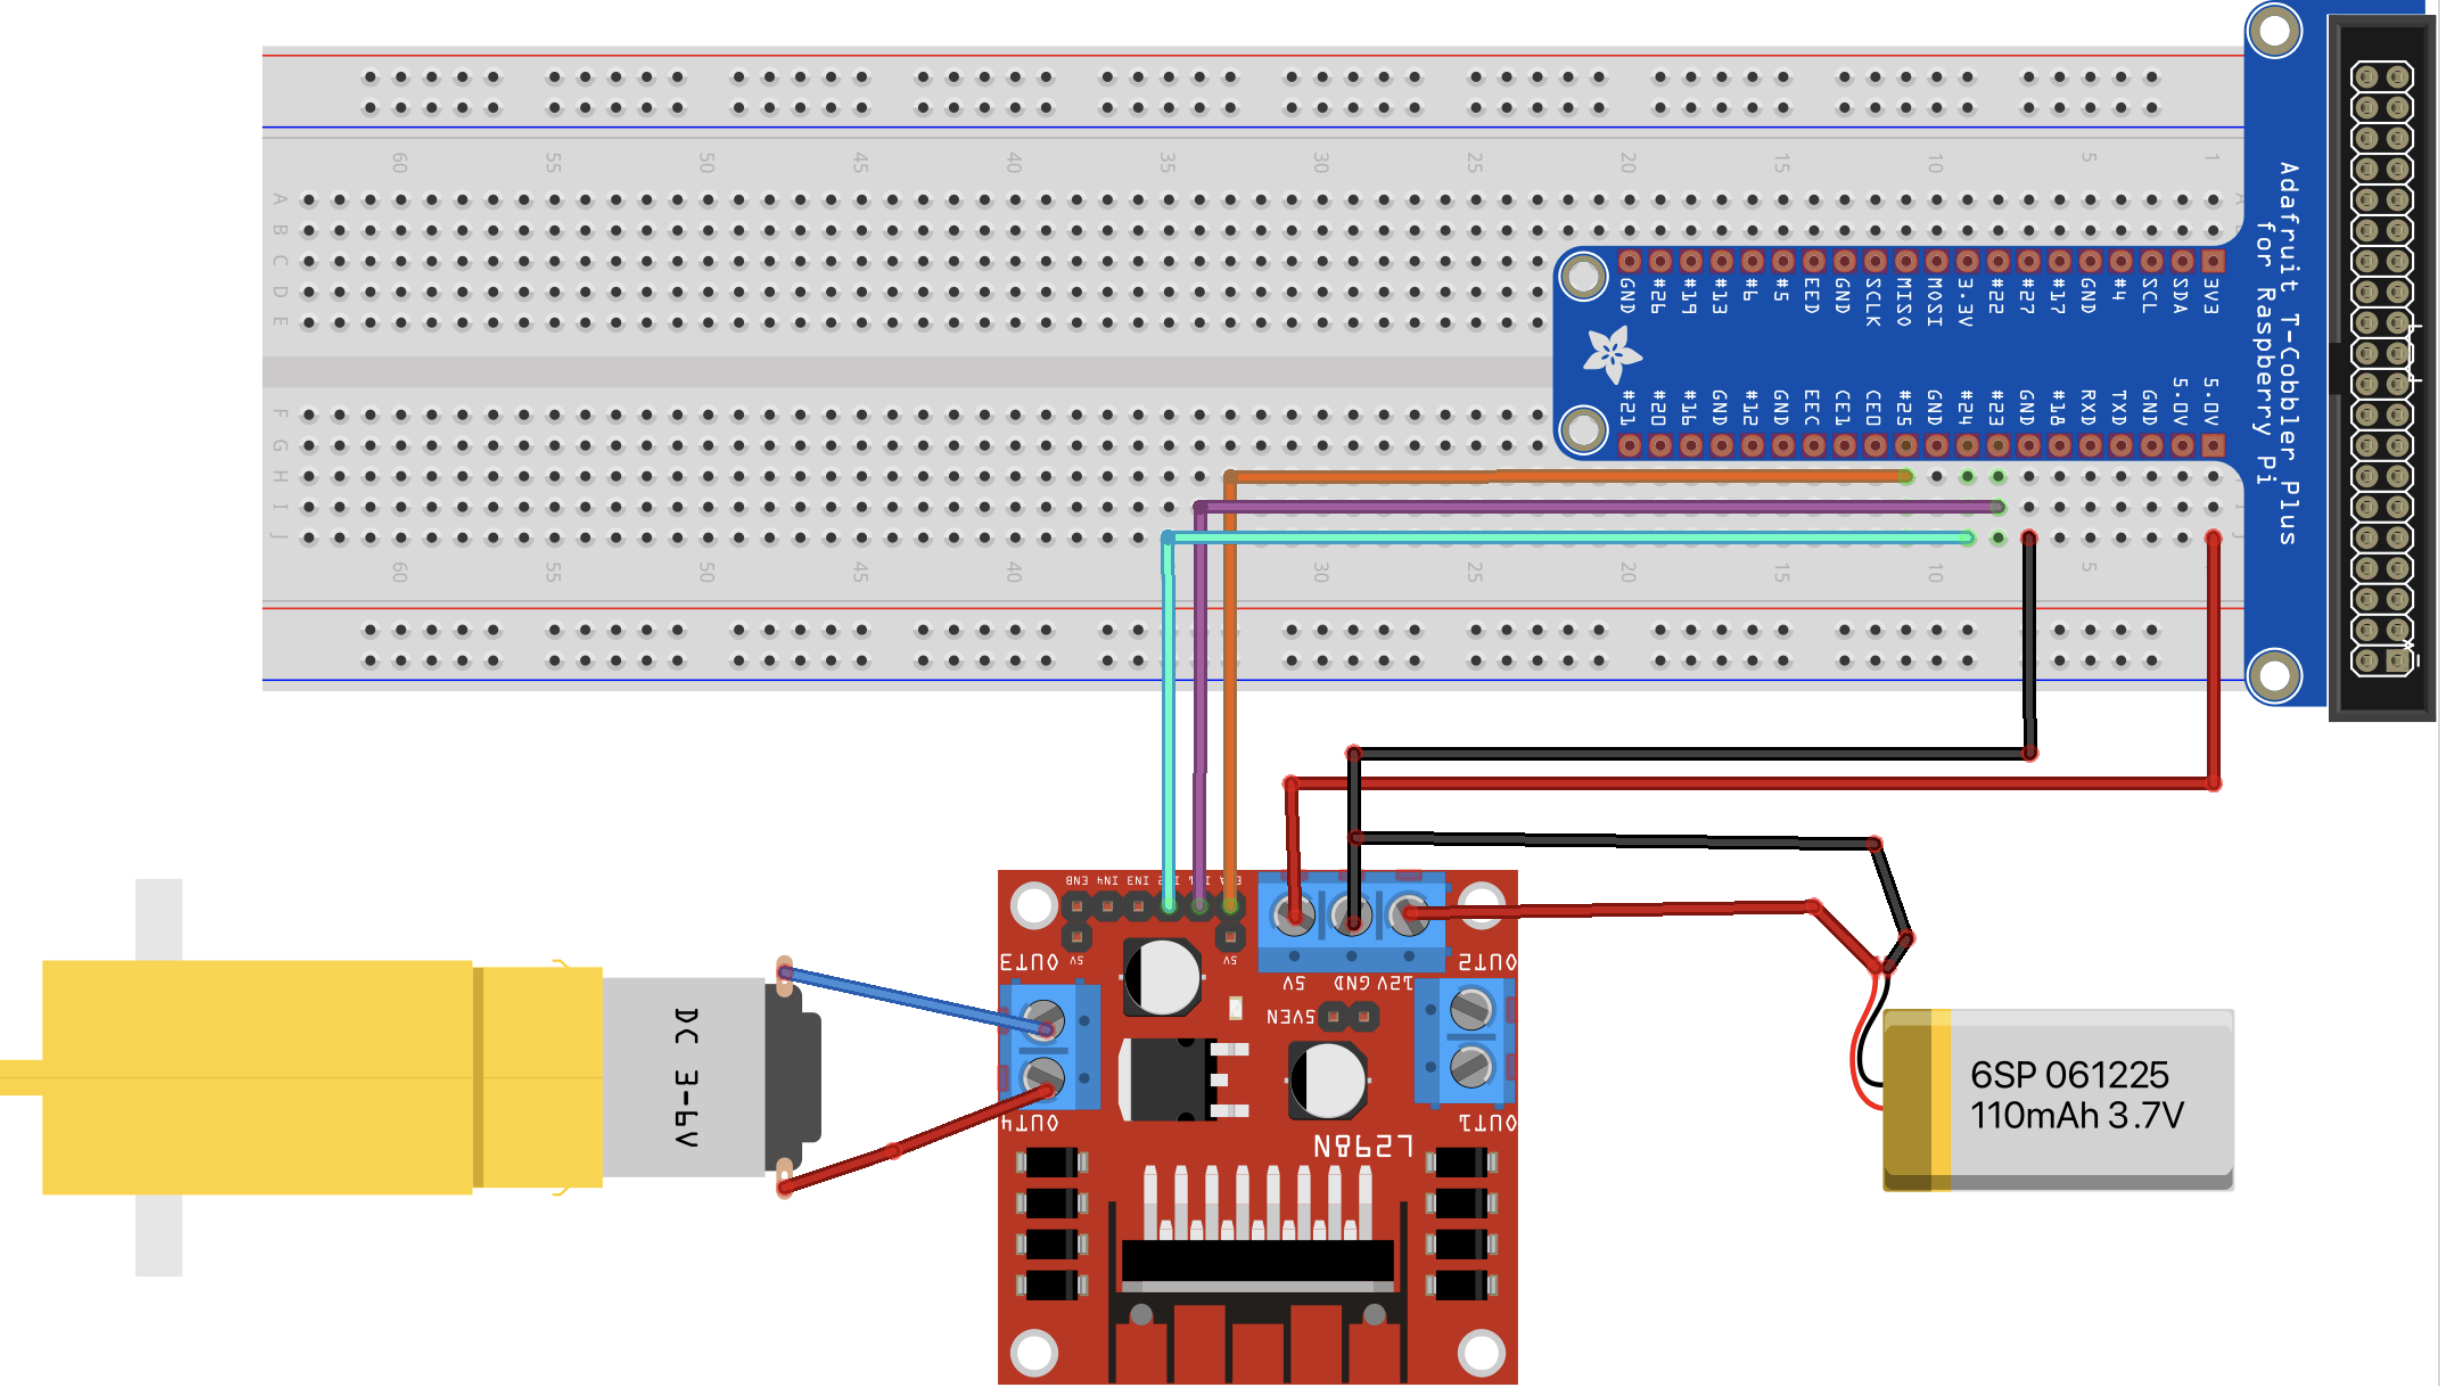 60 55 50 45 40 35 30 25 20 15 10 5 1
A
B
C
D
E
GND #26 #19 #13 #6 #5 EED GND SCLK MISO MOSI 3.3V #22 #27 #17 GND #4 SCL SDA 3V3
#21 #20 #16 GND #12 GND EEC CE1 CE0 #25 GND #24 #23 GND #18 RXD TXD GND 5.0V 5.0V
Adafruit T-Cobbler Plus
for Raspberry Pi
F
G
H
I
J
60 55 50 45 40 30 25 20 15 10 5
ENB IN4 IN3
5V 5V
OUT3
OUT2
5V GND 12V
5VEN
OUT4
OUT1
L298N
DC 3-6V
6SP 061225
110mAh 3.7V